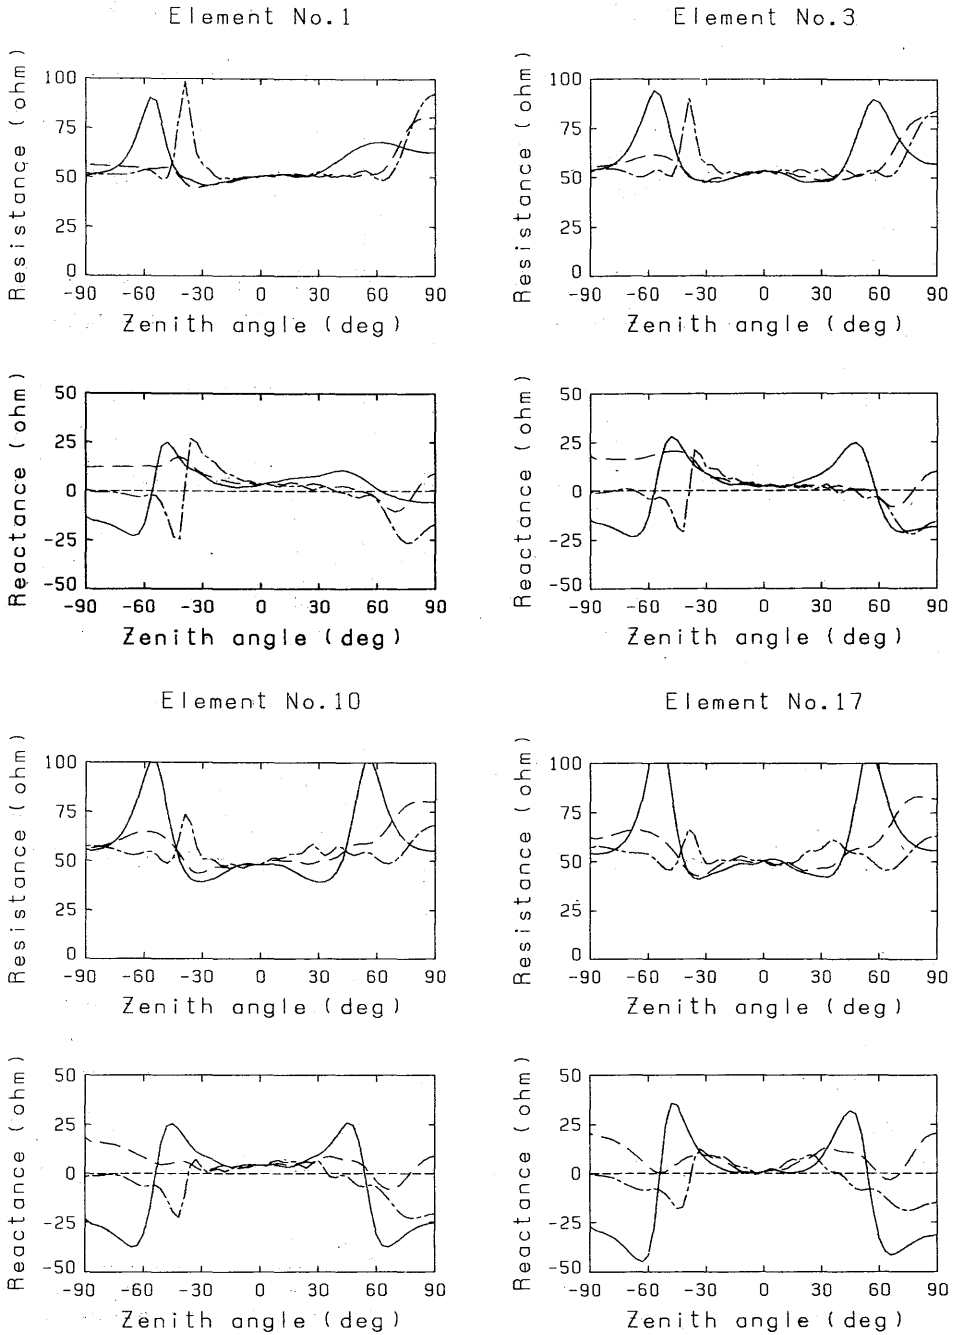 Element No.1
Element No.3
Resistance (ohm)
100
75
50
25
0
-90 -60 -30 0 30 60 90
Zenith angle (deg)
Resistance (ohm)
100
75
50
25
0
-90 -60 -30 0 30 60 90
Zenith angle (deg)
Reactance (ohm)
50
25
0
-25
-50
-90 -60 -30 0 30 60 90
Zenith angle (deg)
Reactance (ohm)
50
25
0
-25
-50
-90 -60 -30 0 30 60 90
Zenith angle (deg)
Element No.10
Element No.17
Resistance (ohm)
100
75
50
25
0
-90 -60 -30 0 30 60 90
Zenith angle (deg)
Resistance (ohm)
100
75
50
25
0
-90 -60 -30 0 30 60 90
Zenith angle (deg)
Reactance (ohm)
50
25
0
-25
-50
-90 -60 -30 0 30 60 90
Zenith angle (deg)
Reactance (ohm)
50
25
0
-25
-50
-90 -60 -30 0 30 60 90
Zenith angle (deg)